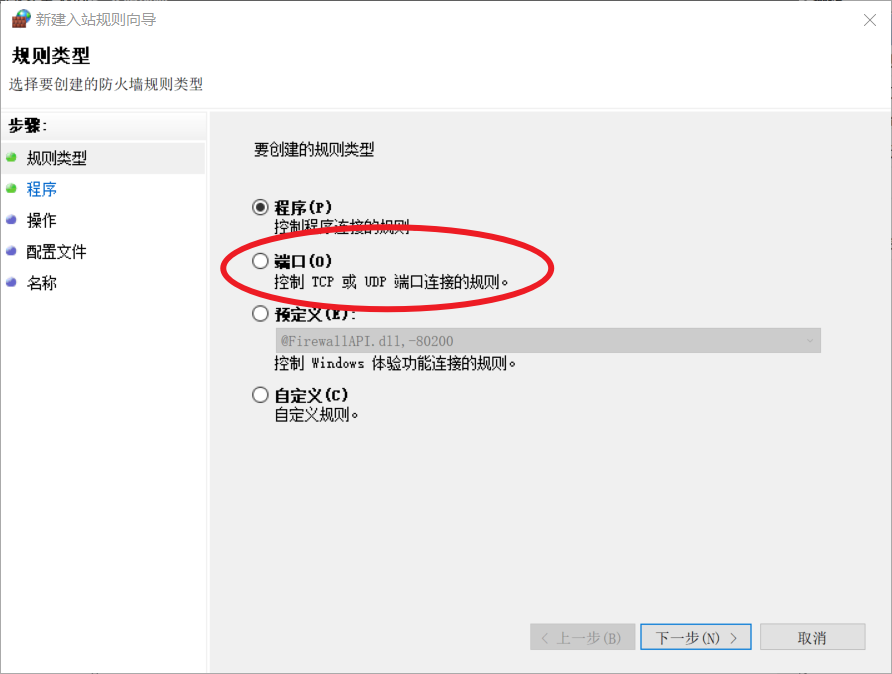 新建入站规则向导
规则类型
选择要创建的防火墙规则类型
步骤:
规则类型
程序
操作
配置文件
名称
要创建的规则类型
程序(P)
控制程序连接的规则
端口(O)
控制 TCP 或 UDP 端口连接的规则。
预定义(E):
@FirewallAPI.dll,-80200
控制 Windows 体验功能连接的规则。
自定义(C)
自定义规则。
< 上一步(B)
下一步(N) >
取消